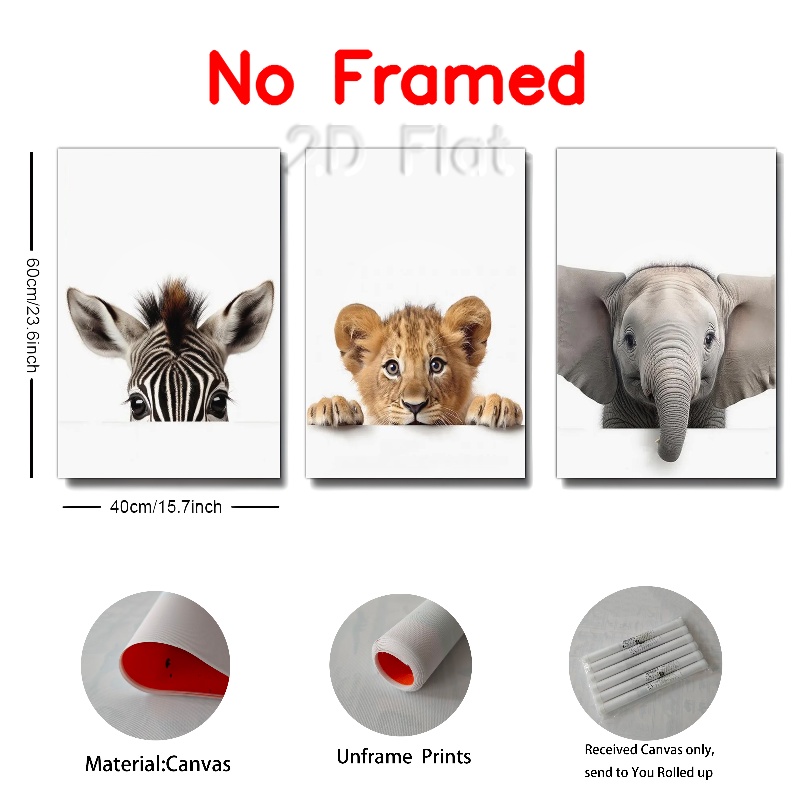 No Framed
2D Flat
60cm/23.6inch
40cm/15.7inch
Material:Canvas
Unframe Prints
Received Canvas only,
send to You Rolled up